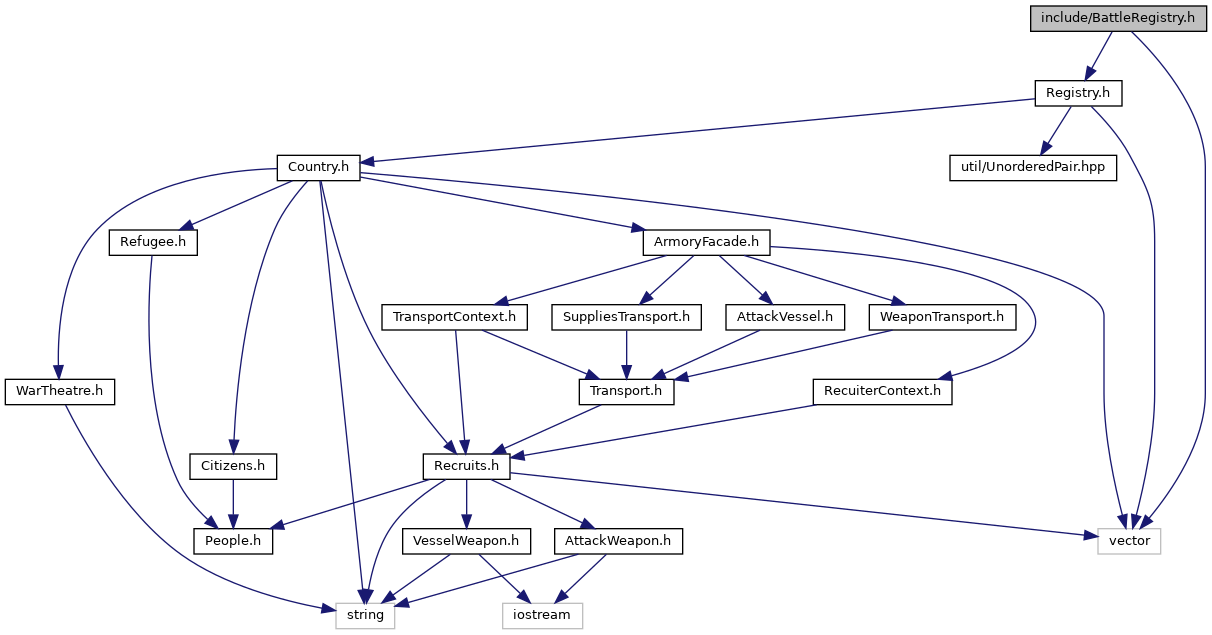 include/BattleRegistry.h
Registry.h
Country.h
util/UnorderedPair.hpp
Refugee.h
ArmoryFacade.h
TransportContext.h
SuppliesTransport.h
AttackVessel.h
WeaponTransport.h
WarTheatre.h
Transport.h
RecuiterContext.h
Citizens.h
Recruits.h
People.h
VesselWeapon.h
AttackWeapon.h
vector
string
iostream